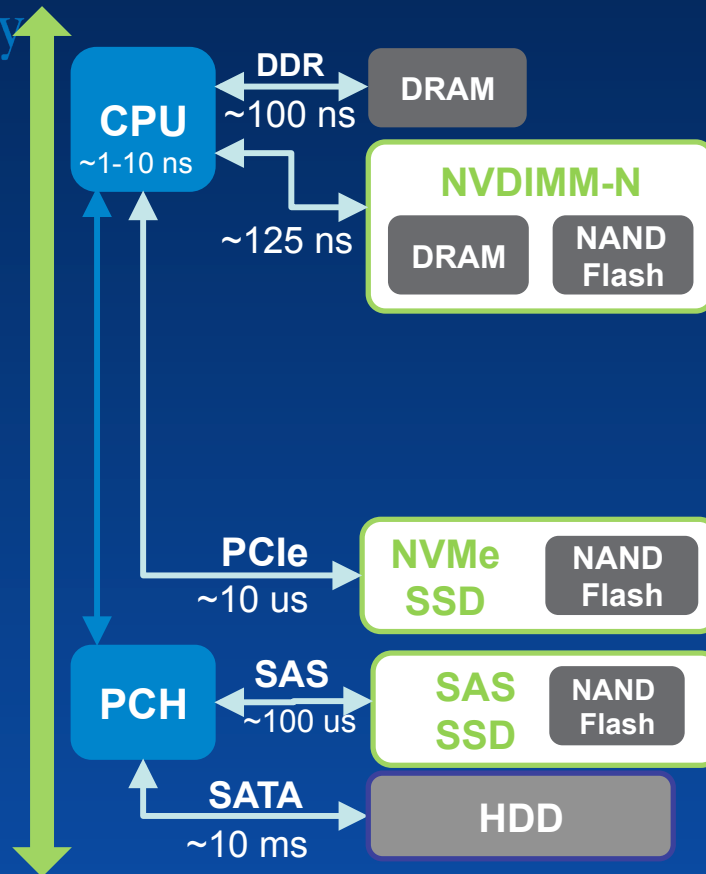 y
DDR
CPU
~1-10 ns
~100 ns
DRAM
NVDIMM-N
~125 ns
DRAM
NAND
Flash
PCIe
~10 us
NVMe
SSD
NAND
Flash
PCH
SAS
~100 us
SAS
SSD
NAND
Flash
SATA
~10 ms
HDD